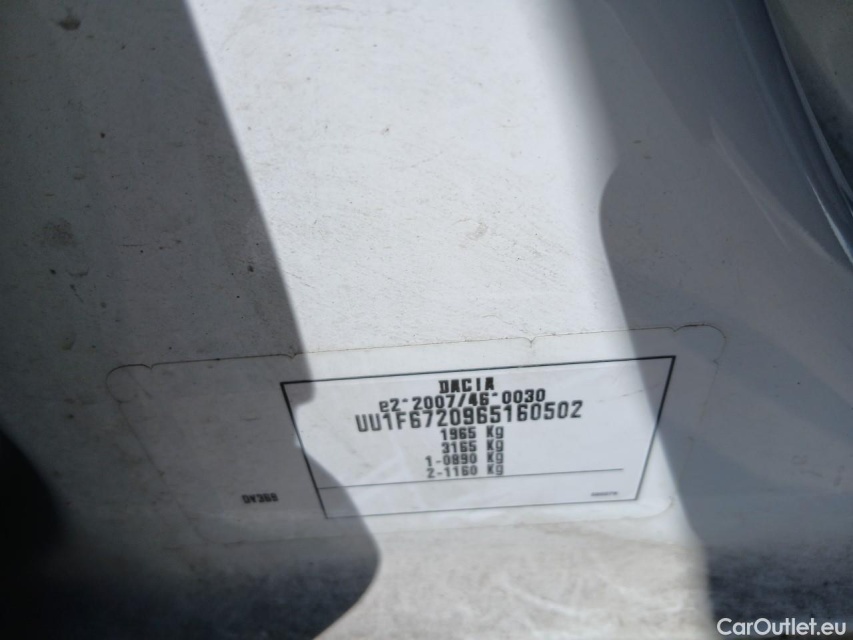 DACIA
e2*2007/46*0030
UU1F6720965160502
1965 Kg
3165 Kg
1-0890 Kg
2-1160 Kg
CarOutlet.eu